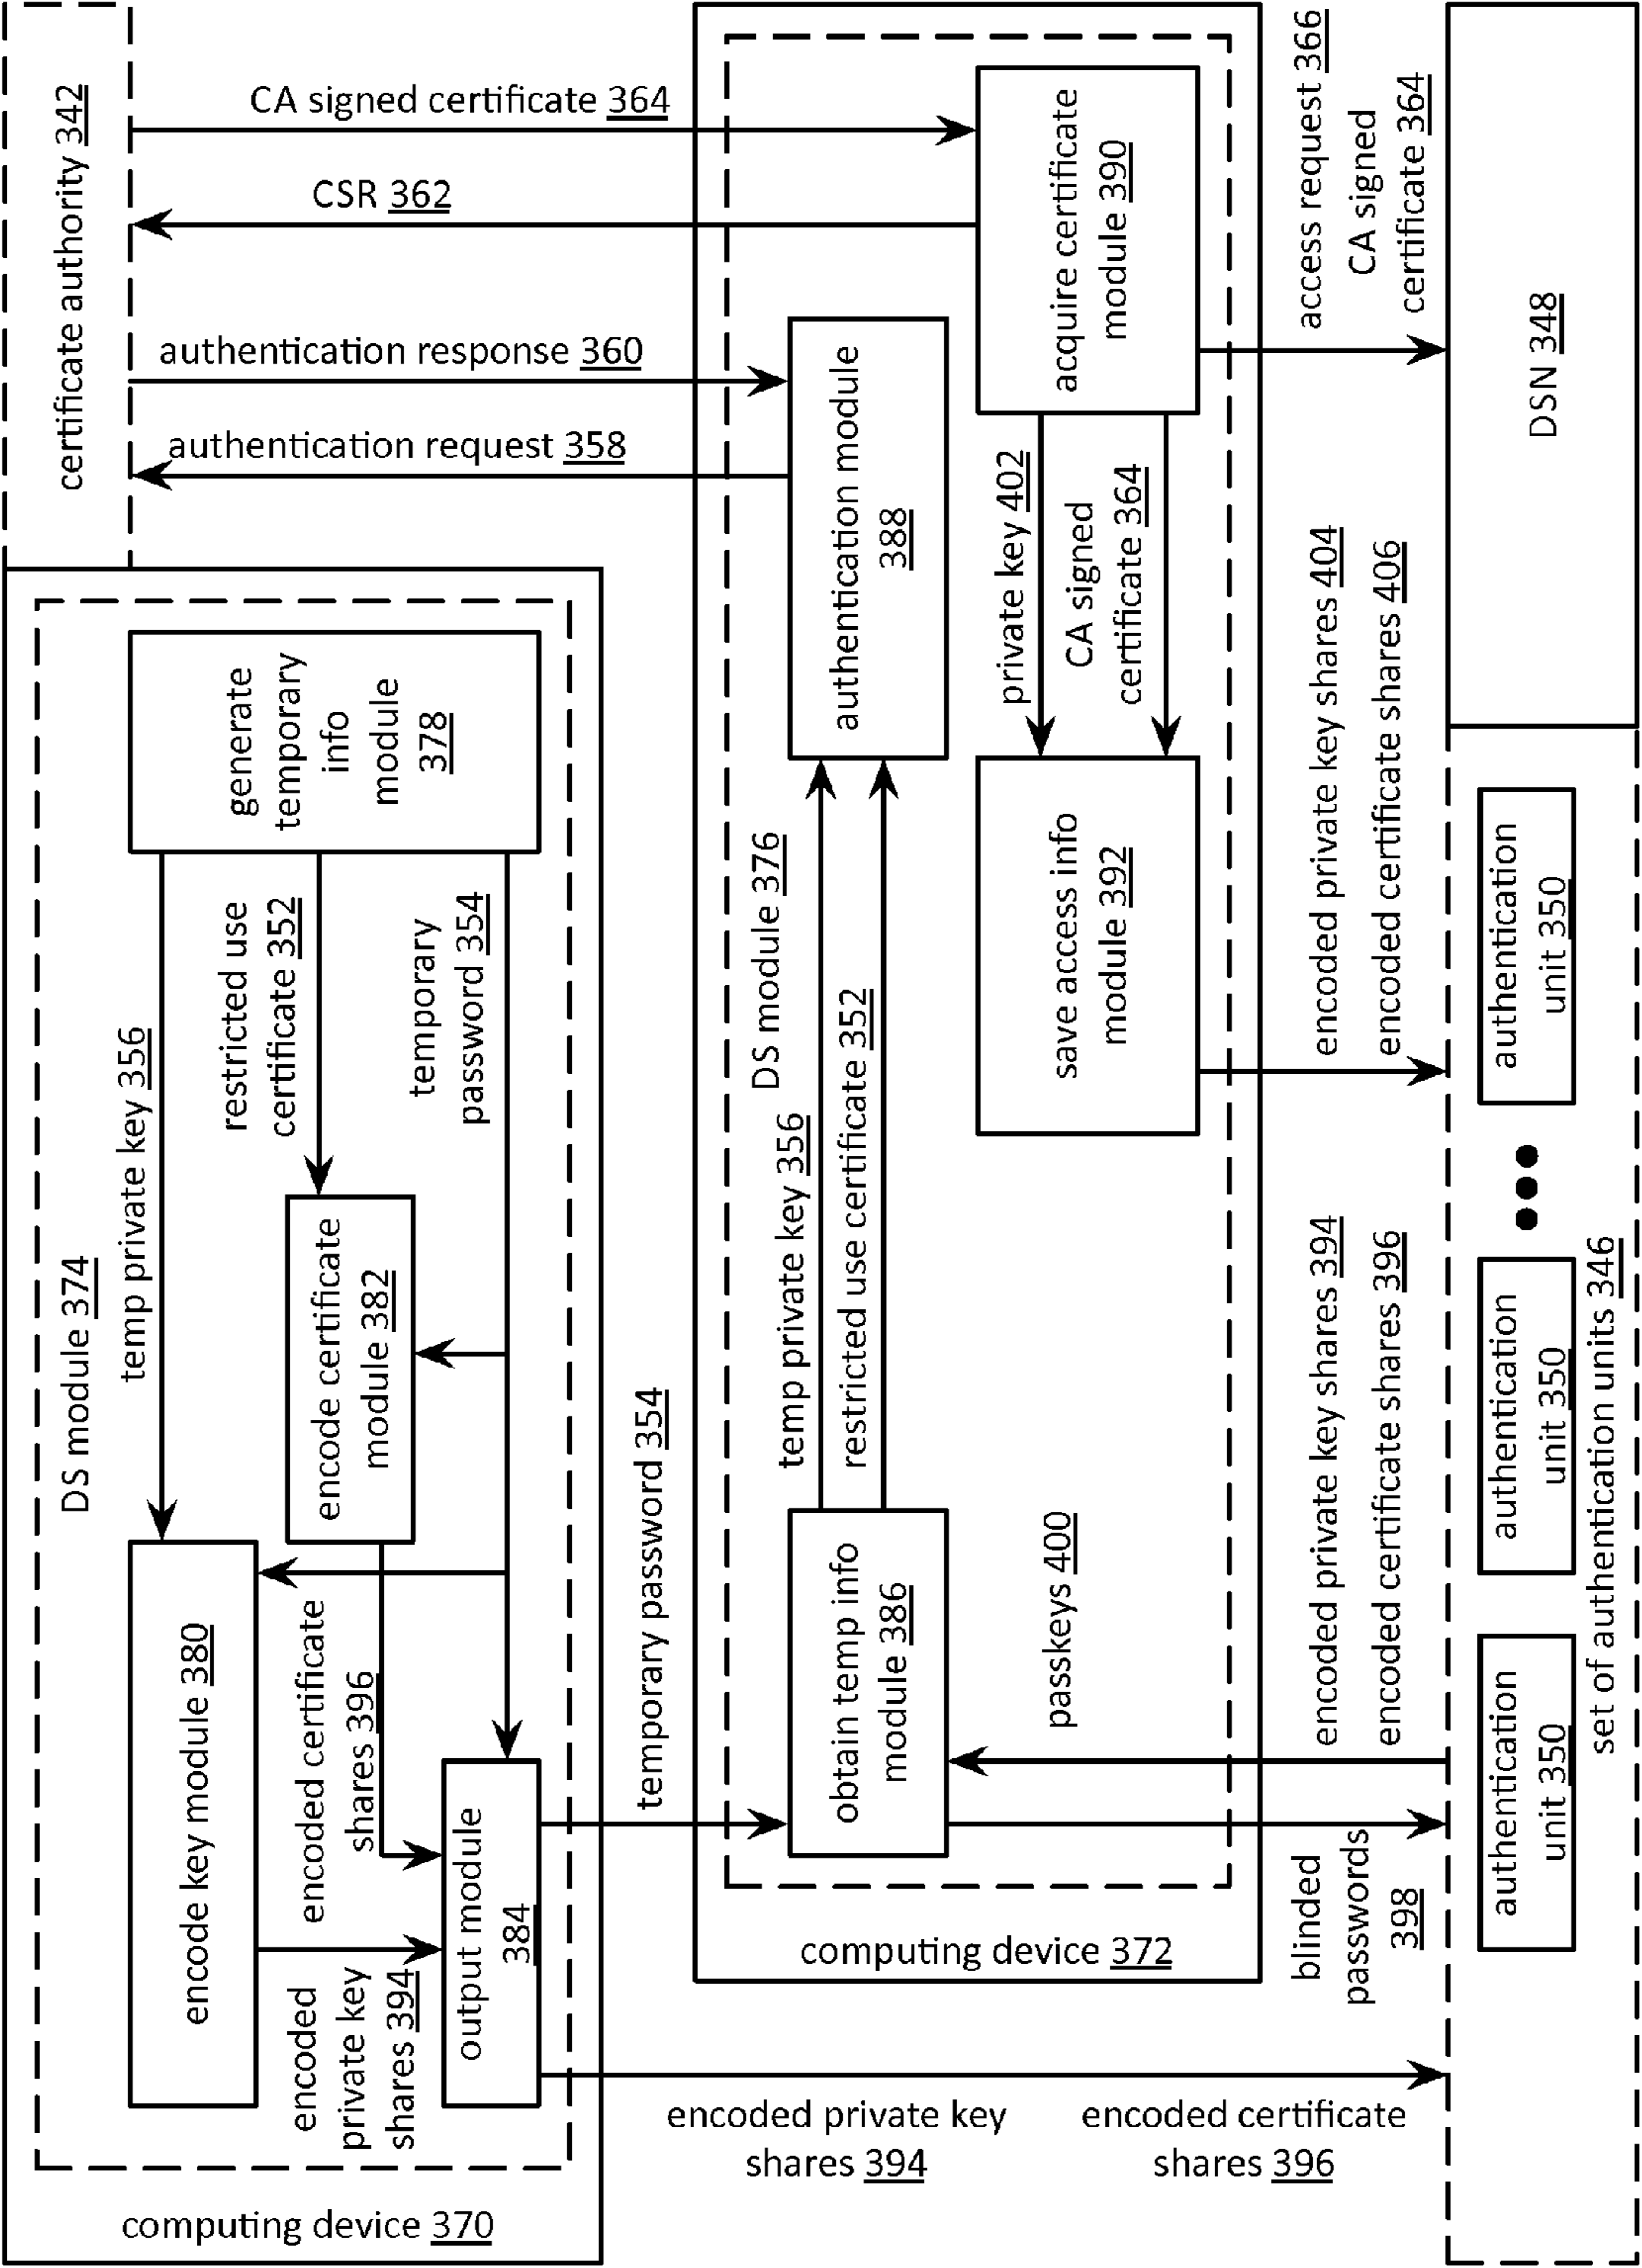 certificate authority 342
CA signed certificate 364
CSR 362
authentication response 360
authentication request 358
acquire certificate
module 390
access request 366
CA signed
certificate 364
DSN 348
authentication module
388
private key 402
CA signed
certificate 364
generate
temporary
info
module
378
temp private key 356
restricted use
certificate 352
temporary
password 354
DS module 374
encode certificate
module 382
encode key module 380
encoded certificate
shares 396
encoded
private key
shares 394
output module
384
computing device 370
temporary password 354
DS module 376
temp private key 356
restricted use certificate 352
save access info
module 392
encoded private key shares 404
encoded certificate shares 406
obtain temp info
module 386
passkeys 400
encoded private key shares 394
encoded certificate shares 396
blinded
passwords
398
computing device 372
encoded private key
shares 394
encoded certificate
shares 396
authentication
unit 350
authentication
unit 350
authentication
unit 350
set of authentication units 346